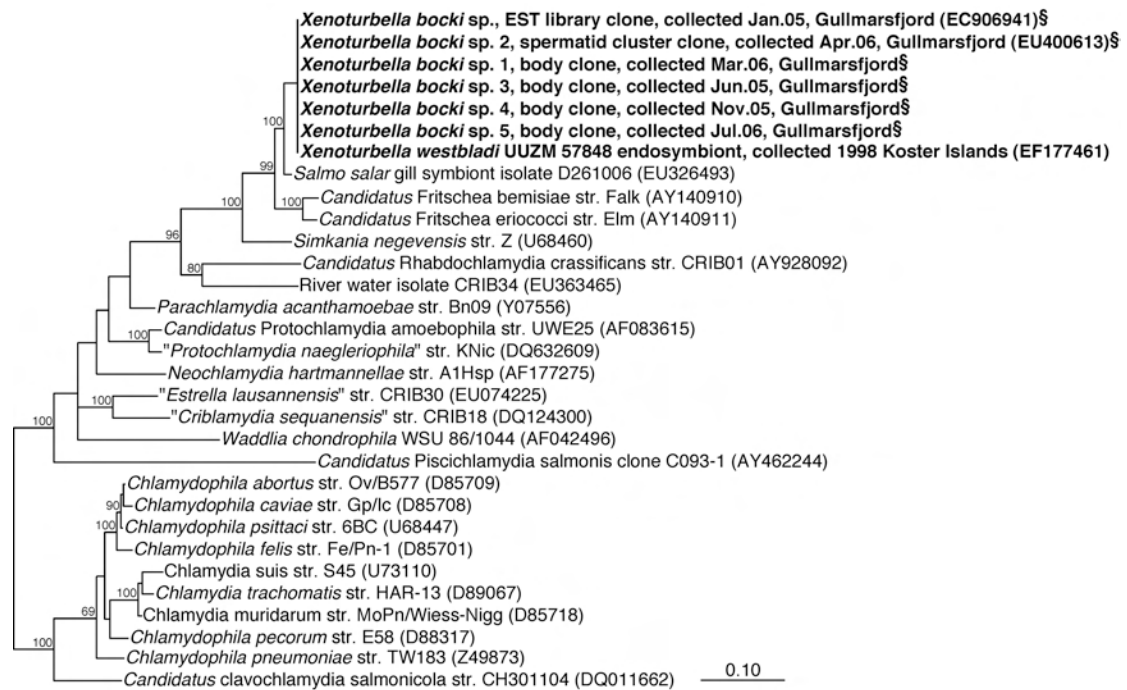 Xenoturbella bocki sp., EST library clone, collected Jan.05, Gullmarsfjord (EC906941)§
Xenoturbella bocki sp. 2, spermatid cluster clone, collected Apr.06, Gullmarsfjord (EU400613)§
Xenoturbella bocki sp. 1, body clone, collected Mar.06, Gullmarsfjord§
Xenoturbella bocki sp. 3, body clone, collected Jun.05, Gullmarsfjord§
Xenoturbella bocki sp. 4, body clone, collected Nov.05, Gullmarsfjord§
100
Xenoturbella bocki sp. 5, body clone, collected Jul.06, Gullmarsfjord§
Xenoturbella westbladi UUZM 57848 endosymbiont, collected 1998 Koster Islands (EF177461)
99
Salmo salar gill symbiont isolate D261006 (EU326493)
100
Candidatus Fritschea bemisiae str. Falk (AY140910)
100
Candidatus Fritschea eriococci str. Elm (AY140911)
96
Simkania negevensis str. Z (U68460)
Candidatus Rhabdochlamydia crassificans str. CRIB01 (AY928092)
80
River water isolate CRIB34 (EU363465)
Parachlamydia acanthamoebae str. Bn09 (Y07556)
Candidatus Protochlamydia amoebophila str. UWE25 (AF083615)
100
"Protochlamydia naegleriophila" str. KNic (DQ632609)
Neochlamydia hartmannellae str. A1Hsp (AF177275)
"Estrella lausannensis" str. CRIB30 (EU074225)
100
"Criblamydia sequanensis" str. CRIB18 (DQ124300)
100
Waddlia chondrophila WSU 86/1044 (AF042496)
Candidatus Piscichlamydia salmonis clone C093-1 (AY462244)
Chlamydophila abortus str. Ov/B577 (D85709)
90
Chlamydophila caviae str. Gp/Ic (D85708)
100
Chlamydophila psittaci str. 6BC (U68447)
Chlamydophila felis str. Fe/Pn-1 (D85701)
Chlamydia suis str. S45 (U73110)
100
Chlamydia trachomatis str. HAR-13 (D89067)
69
Chlamydia muridarum str. MoPn/Wiess-Nigg (D85718)
Chlamydophila pecorum str. E58 (D88317)
100
Chlamydophila pneumoniae str. TW183 (Z49873)
Candidatus clavochlamydia salmonicola str. CH301104 (DQ011662)
0.10